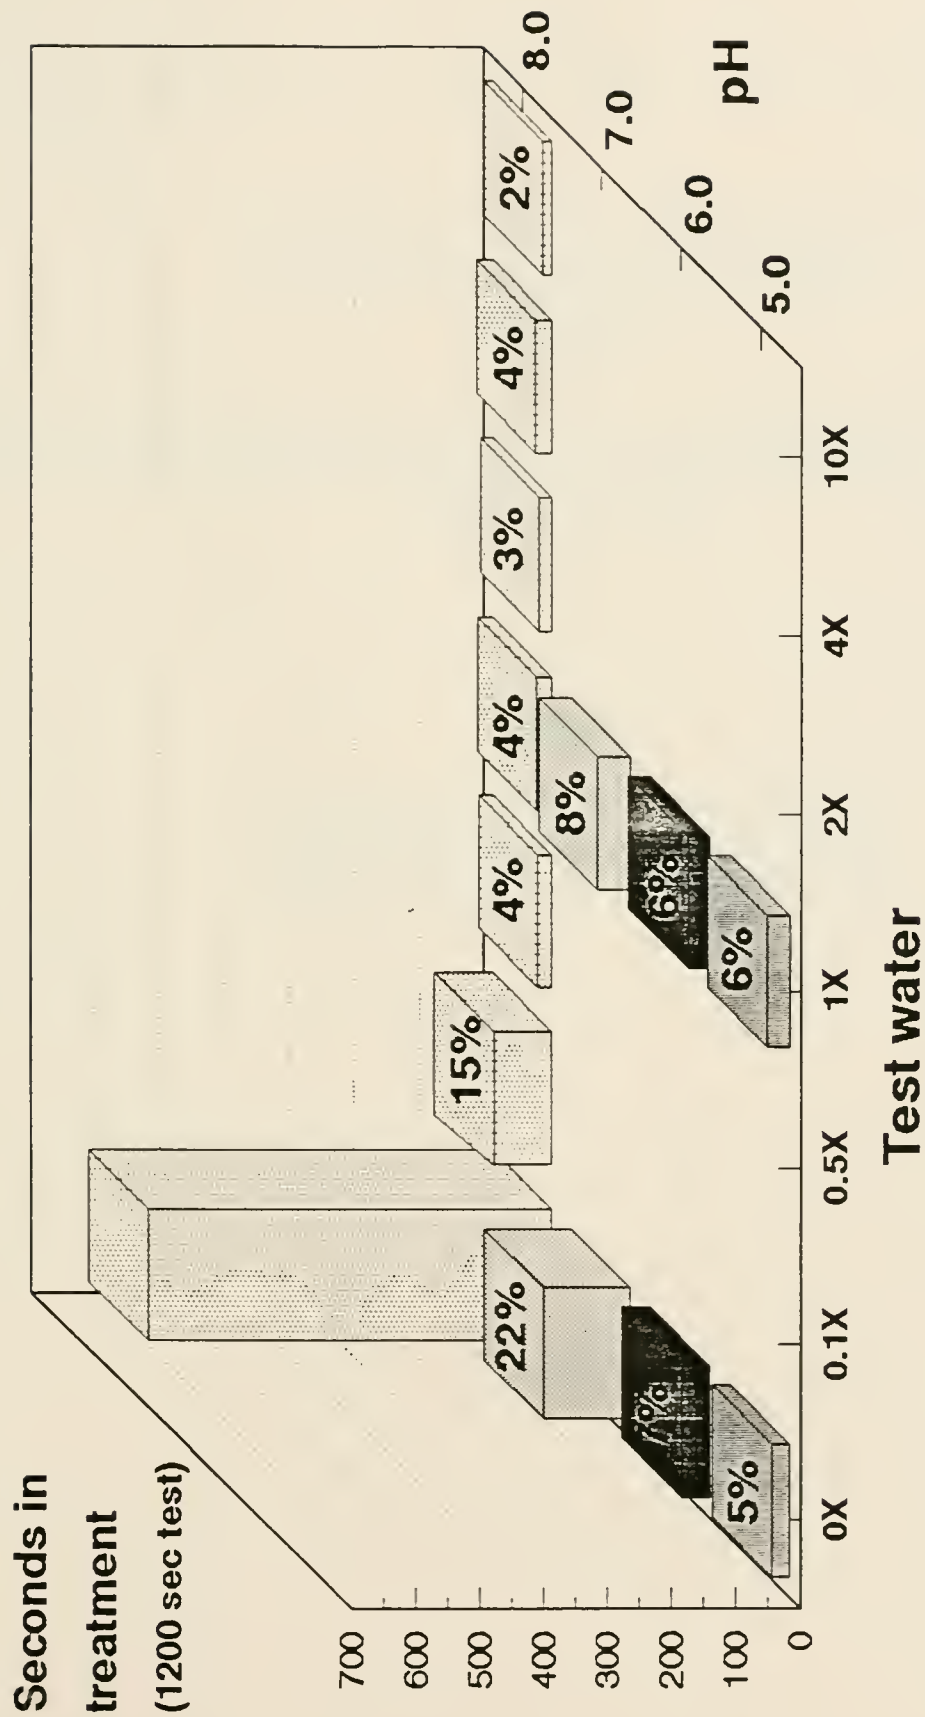 Seconds in
treatment
(1200 sec test)
700
600
500
400
300
200
100
0
22%
15%
4%
4%
3%
4%
2%
7%
8%
5%
6%
6%
8.0
7.0
6.0
5.0
pH
0X
0.1X
0.5X
1X
2X
4X
10X
Test water